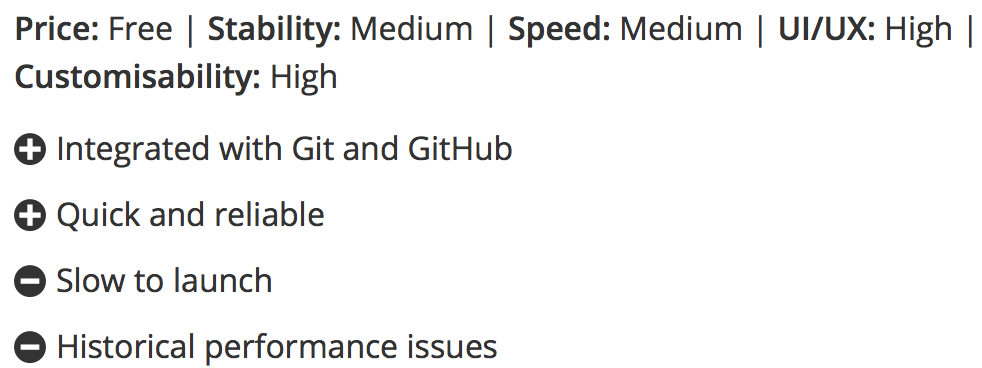 Price: Free | Stability: Medium | Speed: Medium | UI/UX: High |
Customisability: High
Integrated with Git and GitHub
Quick and reliable
Slow to launch
Historical performance issues